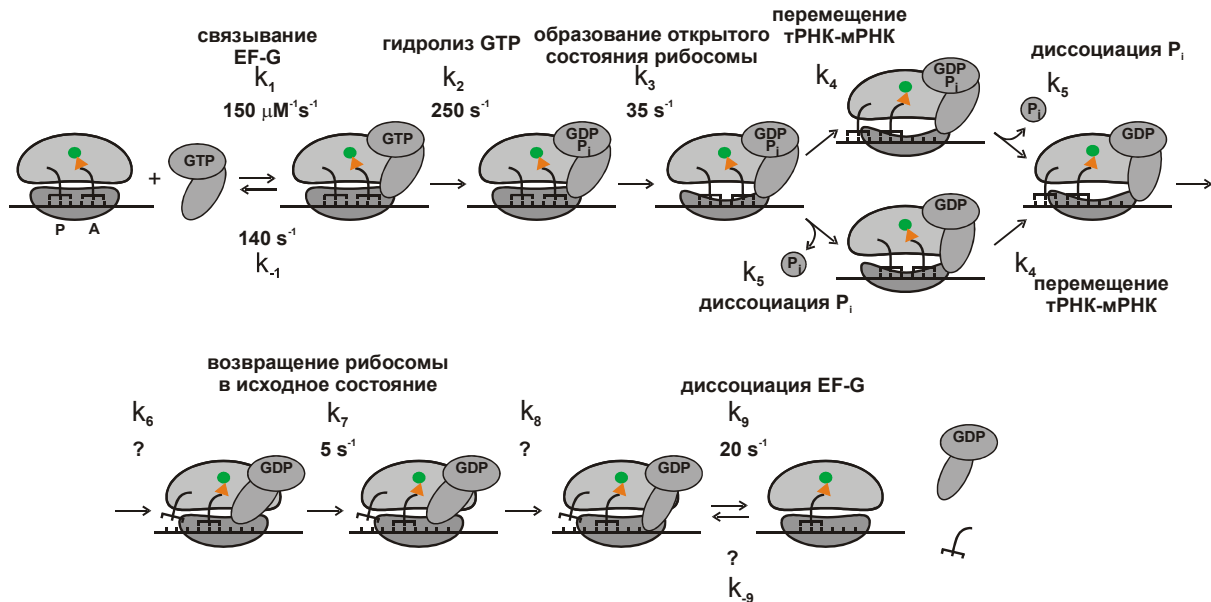 связывание
EF-G
k₁
150 µM⁻¹s⁻¹
гидролиз GTP
k₂
250 s⁻¹
образование открытого
состояния рибосомы
k₃
35 s⁻¹
перемещение
тРНК-мРНК
k₄
диссоциация Pᵢ
k₅
Pᵢ
GTP
+
GTP
GDP
Pᵢ
GDP
Pᵢ
GDP
Pᵢ
GDP
P A
140 s⁻¹
k₋₁
GDP
k₅
Pᵢ
диссоциация Pᵢ
k₄
перемещение
тРНК-мРНК
возвращение рибосомы
в исходное состояние
диссоциация EF-G
k₆
?
k₇
5 s⁻¹
k₈
?
k₉
20 s⁻¹
GDP
GDP
GDP
GDP
?
k₋₉